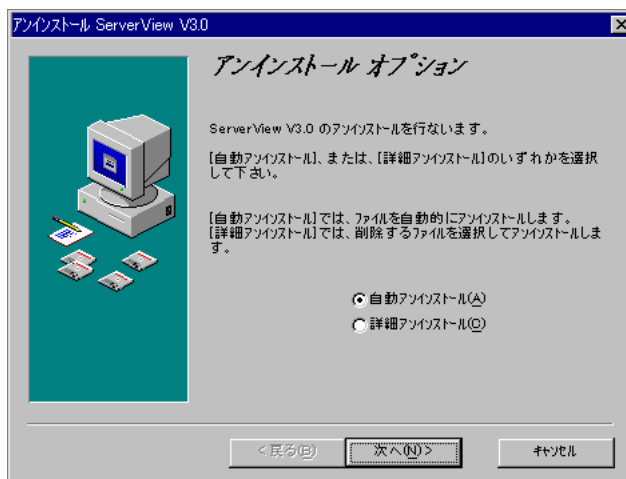 ｱﾝｲﾝｽﾄｰﾙ ServerView V3.0
アンインストール オプション
ServerView V3.0 のｱﾝｲﾝｽﾄｰﾙを行ないます。
[自動ｱﾝｲﾝｽﾄｰﾙ]、または、[詳細ｱﾝｲﾝｽﾄｰﾙ]のいずれかを選択
して下さい。
[自動ｱﾝｲﾝｽﾄｰﾙ]では、ﾌｧｲﾙを自動的にｱﾝｲﾝｽﾄｰﾙします。
[詳細ｱﾝｲﾝｽﾄｰﾙ]では、削除するﾌｧｲﾙを選択してｱﾝｲﾝｽﾄｰﾙしま
す。
自動ｱﾝｲﾝｽﾄｰﾙ(A)
詳細ｱﾝｲﾝｽﾄｰﾙ(C)
<戻る(B) 次へ(N)> ｷｬﾝｾﾙ